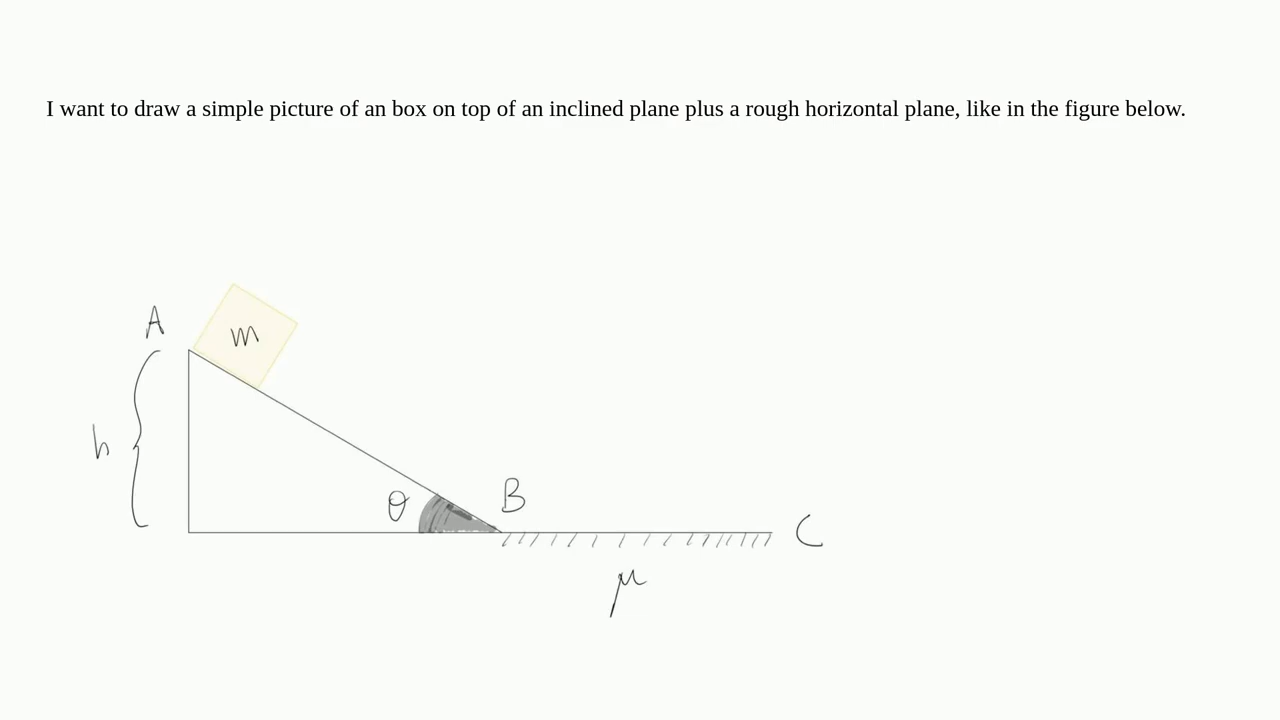 I want to draw a simple picture of an box on top of an inclined plane plus a rough horizontal plane, like in the figure below.
A
m
h
θ
B
C
μ